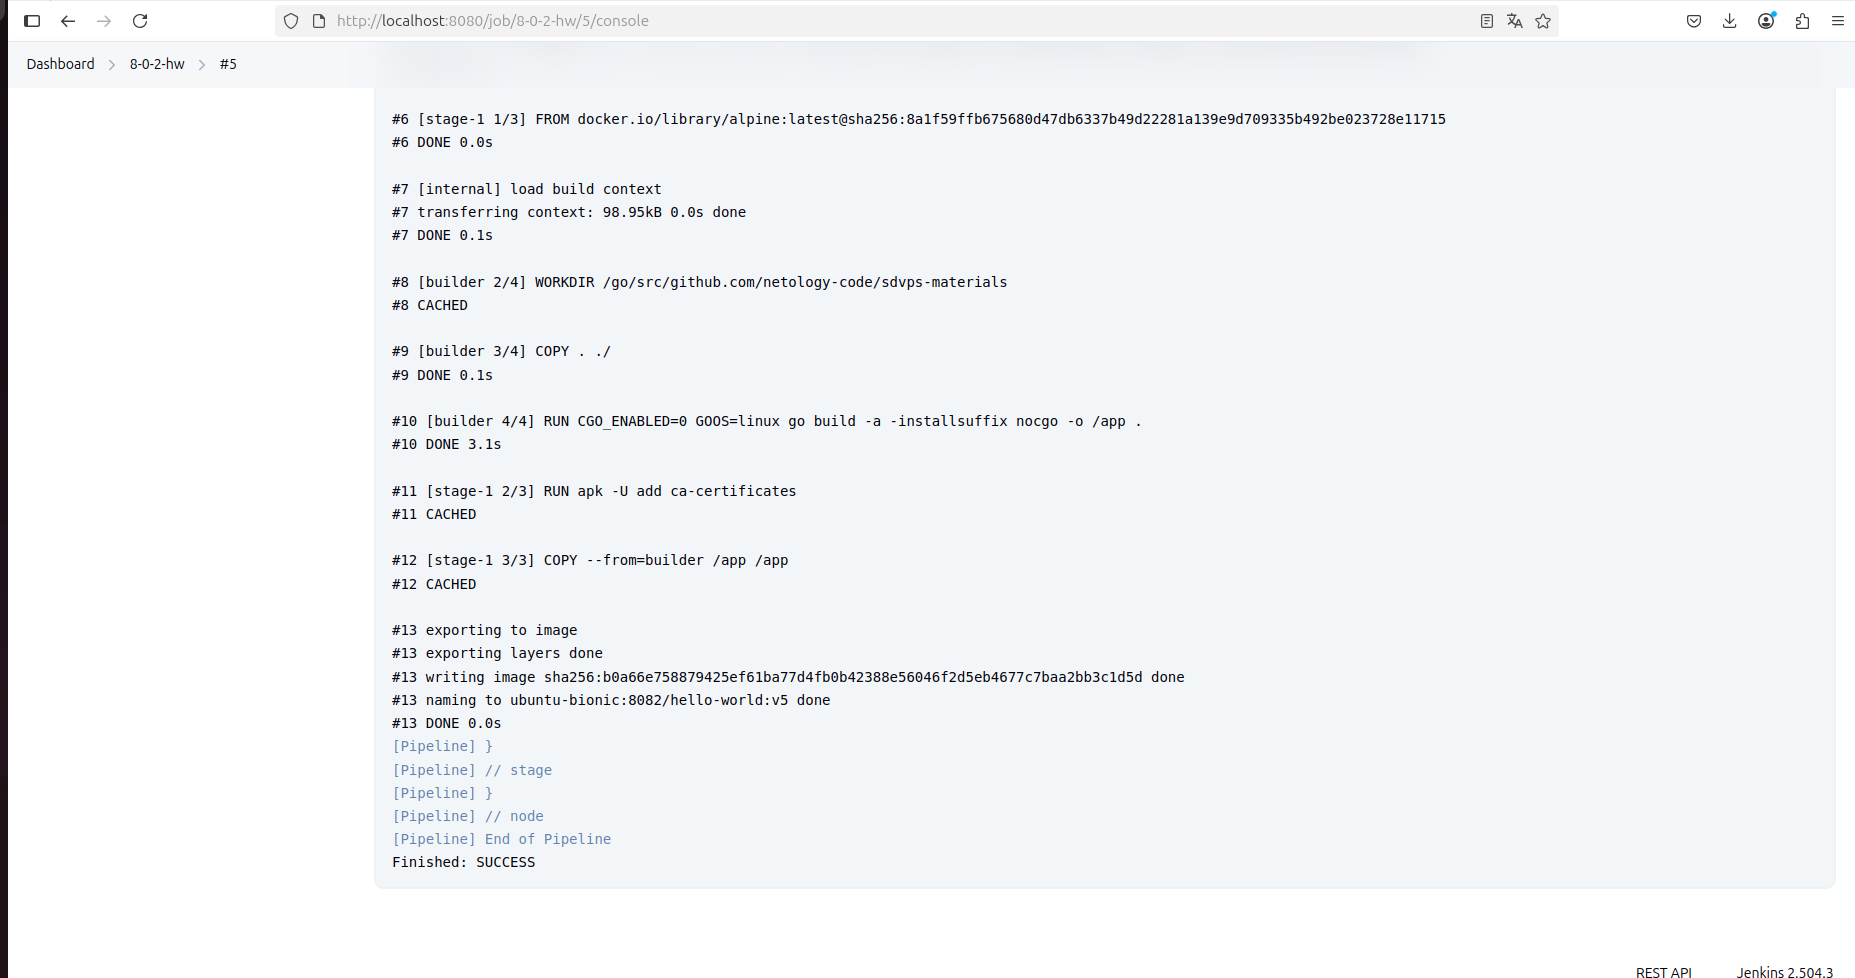 http://localhost:8080/job/8-0-2-hw/5/console
Dashboard > 8-0-2-hw > #5
#6 [stage-1 1/3] FROM docker.io/library/alpine:latest@sha256:8a1f59ffb675680d47db6337b49d22281a139e9d709335b492be023728e11715
#6 DONE 0.0s
#7 [internal] load build context
#7 transferring context: 98.95kB 0.0s done
#7 DONE 0.1s
#8 [builder 2/4] WORKDIR /go/src/github.com/netology-code/sdvps-materials
#8 CACHED
#9 [builder 3/4] COPY . ./
#9 DONE 0.1s
#10 [builder 4/4] RUN CGO_ENABLED=0 GOOS=linux go build -a -installsuffix nocgo -o /app .
#10 DONE 3.1s
#11 [stage-1 2/3] RUN apk -U add ca-certificates
#11 CACHED
#12 [stage-1 3/3] COPY --from=builder /app /app
#12 CACHED
#13 exporting to image
#13 exporting layers done
#13 writing image sha256:b0a66e758879425ef61ba77d4fb0b42388e56046f2d5eb4677c7baa2bb3c1d5d done
#13 naming to ubuntu-bionic:8082/hello-world:v5 done
#13 DONE 0.0s
[Pipeline] }
[Pipeline] // stage
[Pipeline] }
[Pipeline] // node
[Pipeline] End of Pipeline
Finished: SUCCESS
REST API Jenkins 2.504.3